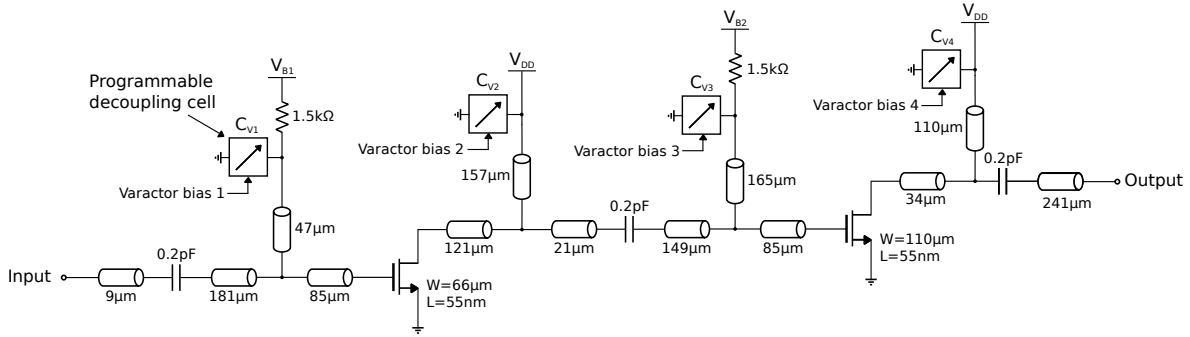 Programmable
decoupling cell
V_B1
1.5kΩ
C_V1
Varactor bias 1
47µm
Input
9µm
0.2pF
181µm
85µm
W=66µm
L=55nm
V_DD
C_V2
Varactor bias 2
157µm
121µm
21µm
0.2pF
149µm
V_B2
1.5kΩ
C_V3
Varactor bias 3
165µm
85µm
W=110µm
L=55nm
V_DD
C_V4
Varactor bias 4
110µm
34µm
0.2pF
241µm
Output